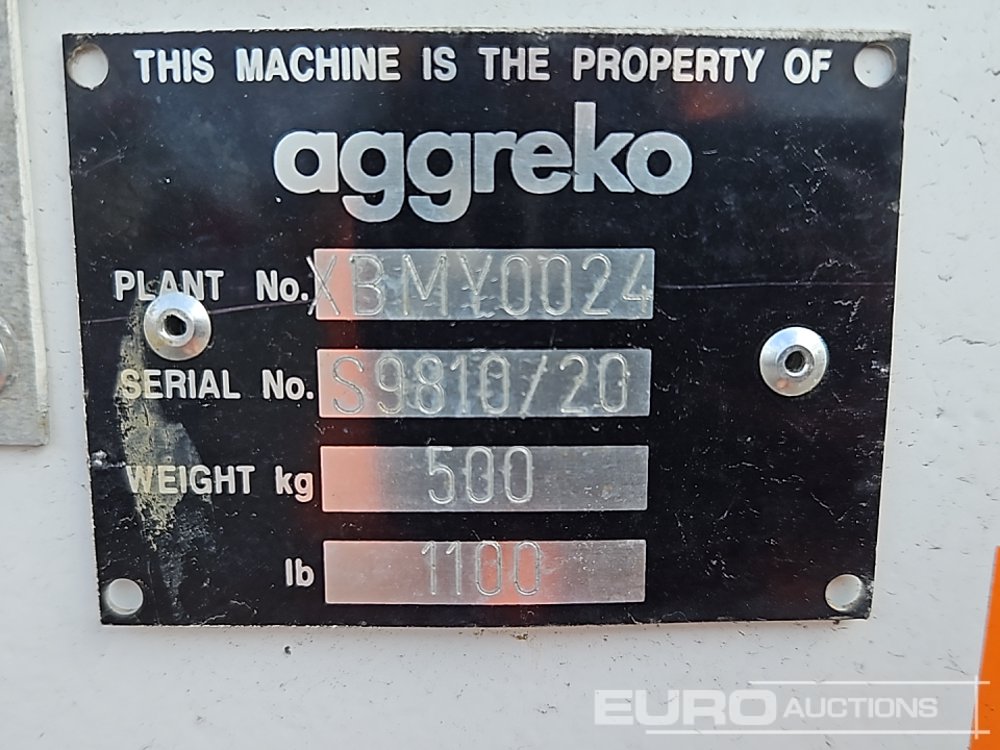 THIS MACHINE IS THE PROPERTY OF
aggreko
PLANT No. XBMY0024
SERIAL No. S9810/20
WEIGHT kg 500
lb 1100
EURO AUCTIONS